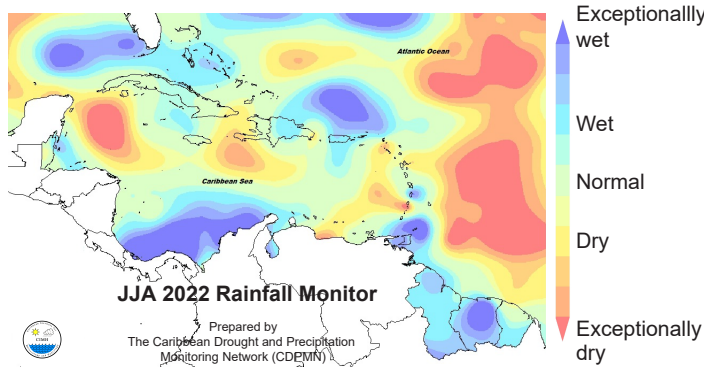 Exceptionallly
wet
Atlantic Ocean
Wet
Caribbean Sea
Normal
Dry
JJA 2022 Rainfall Monitor
Prepared by
The Caribbean Drought and Precipitation
Monitoring Network (CDPMN)
Exceptionally
dry